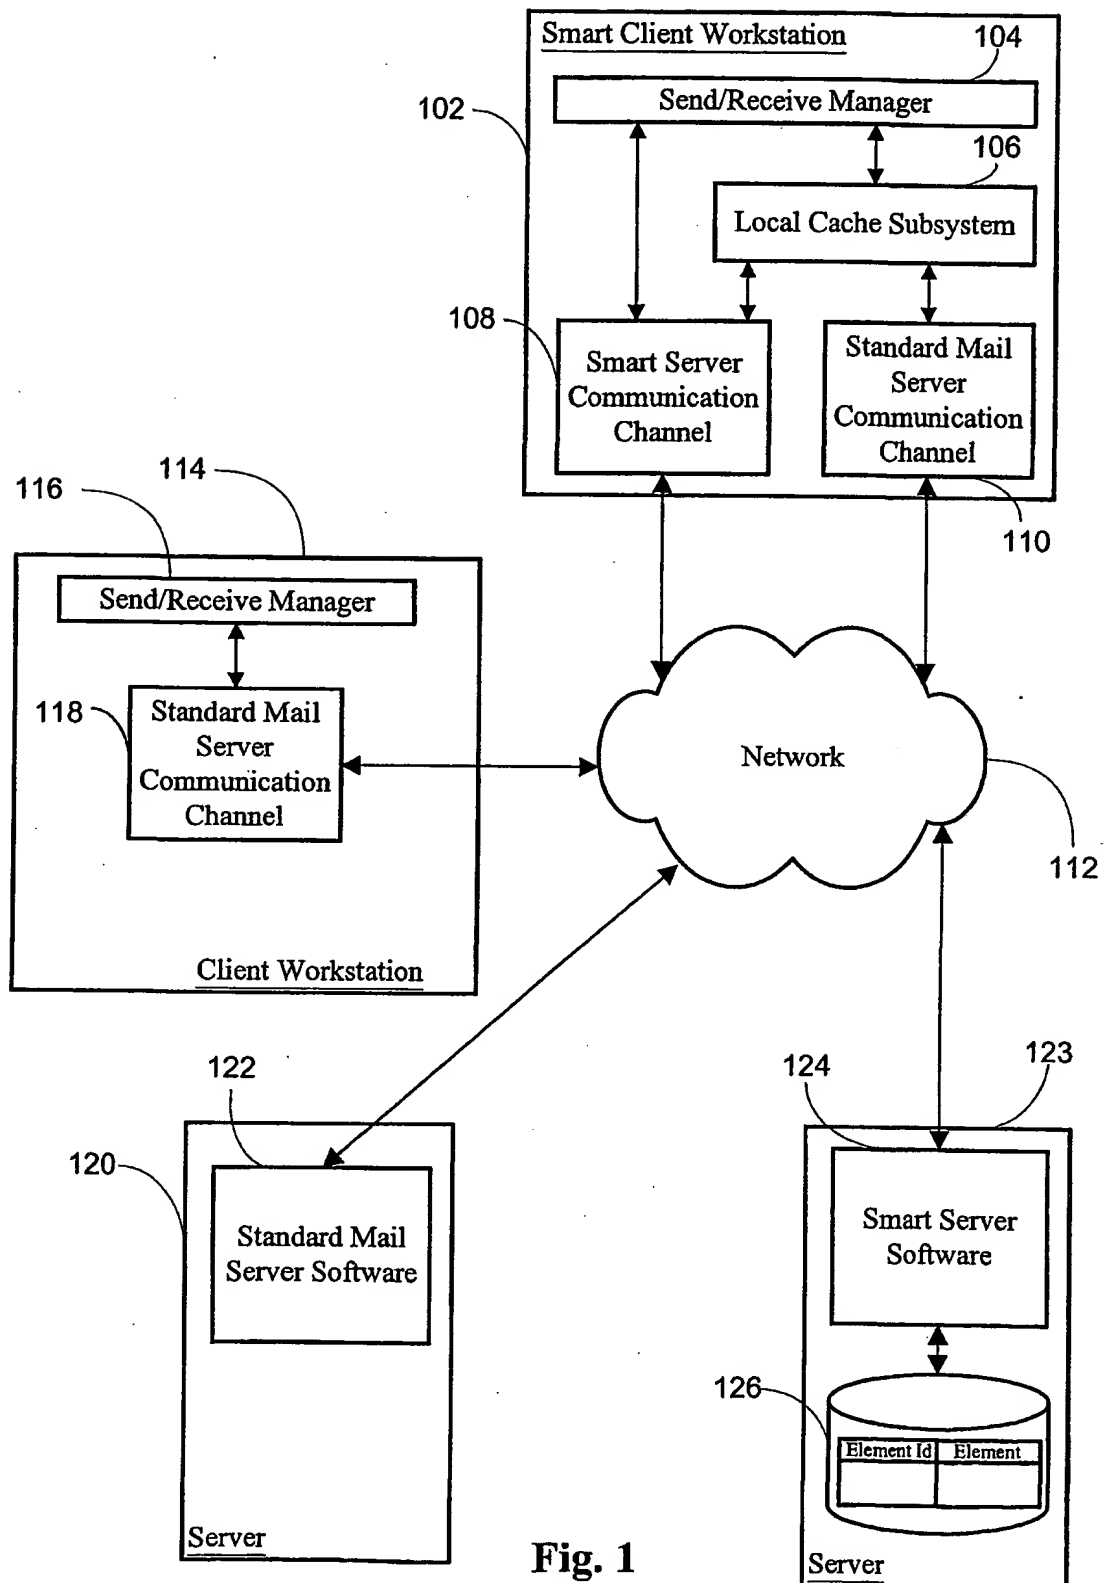 Smart Client Workstation
104
Send/Receive Manager
102
106
Local Cache Subsystem
108
Smart Server
Communication
Channel
Standard Mail
Server
Communication
Channel
110
114
116
Send/Receive Manager
118
Standard Mail
Server
Communication
Channel
Client Workstation
Network
112
122
120
Standard Mail
Server Software
Server
123
124
Smart Server
Software
126
Element Id Element
Server
Fig. 1